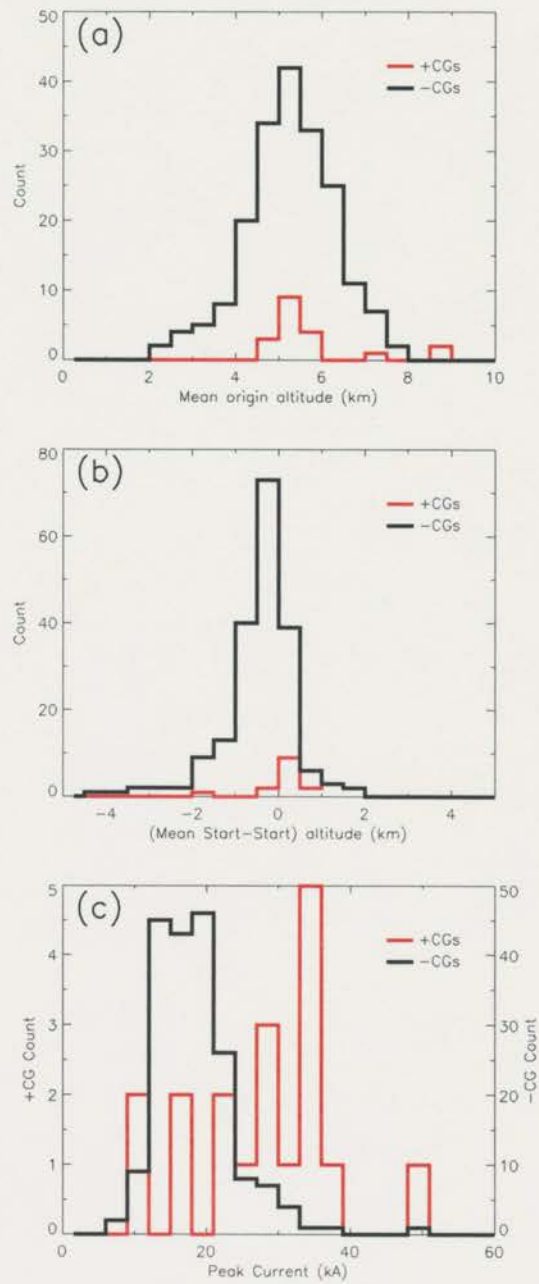 (a)
50
40
30
20
10
0
Count
+CGs
−CGs
0 2 4 6 8 10
Mean origin altitude (km)
(b)
80
60
40
20
0
Count
+CGs
−CGs
−4 −2 0 2 4
(Mean Start−Start) altitude (km)
(c)
5
4
3
2
1
0
+CG Count
+CGs
−CGs
50
40
30
20
10
0
−CG Count
0 20 40 60
Peak Current (kA)